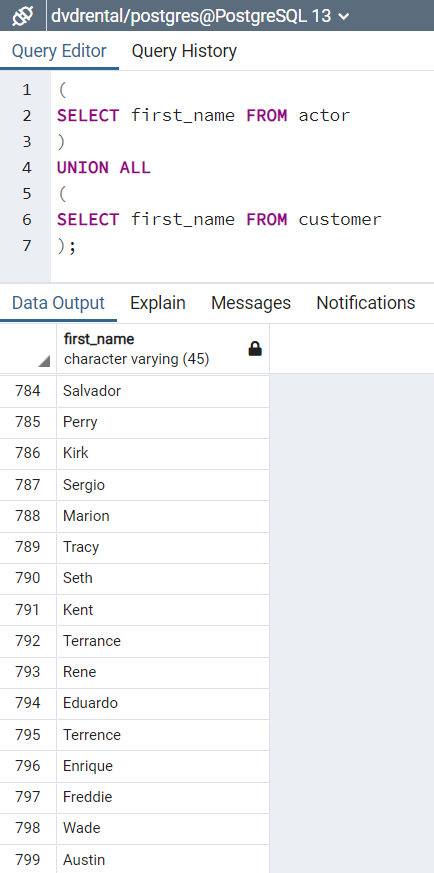 dvdrental/postgres@PostgreSQL 13
Query Editor Query History
1 (
2 SELECT first_name FROM actor
3 )
4 UNION ALL
5 (
6 SELECT first_name FROM customer
7 );
Data Output Explain Messages Notifications
first_name
character varying (45)
784 Salvador
785 Perry
786 Kirk
787 Sergio
788 Marion
789 Tracy
790 Seth
791 Kent
792 Terrance
793 Rene
794 Eduardo
795 Terrence
796 Enrique
797 Freddie
798 Wade
799 Austin